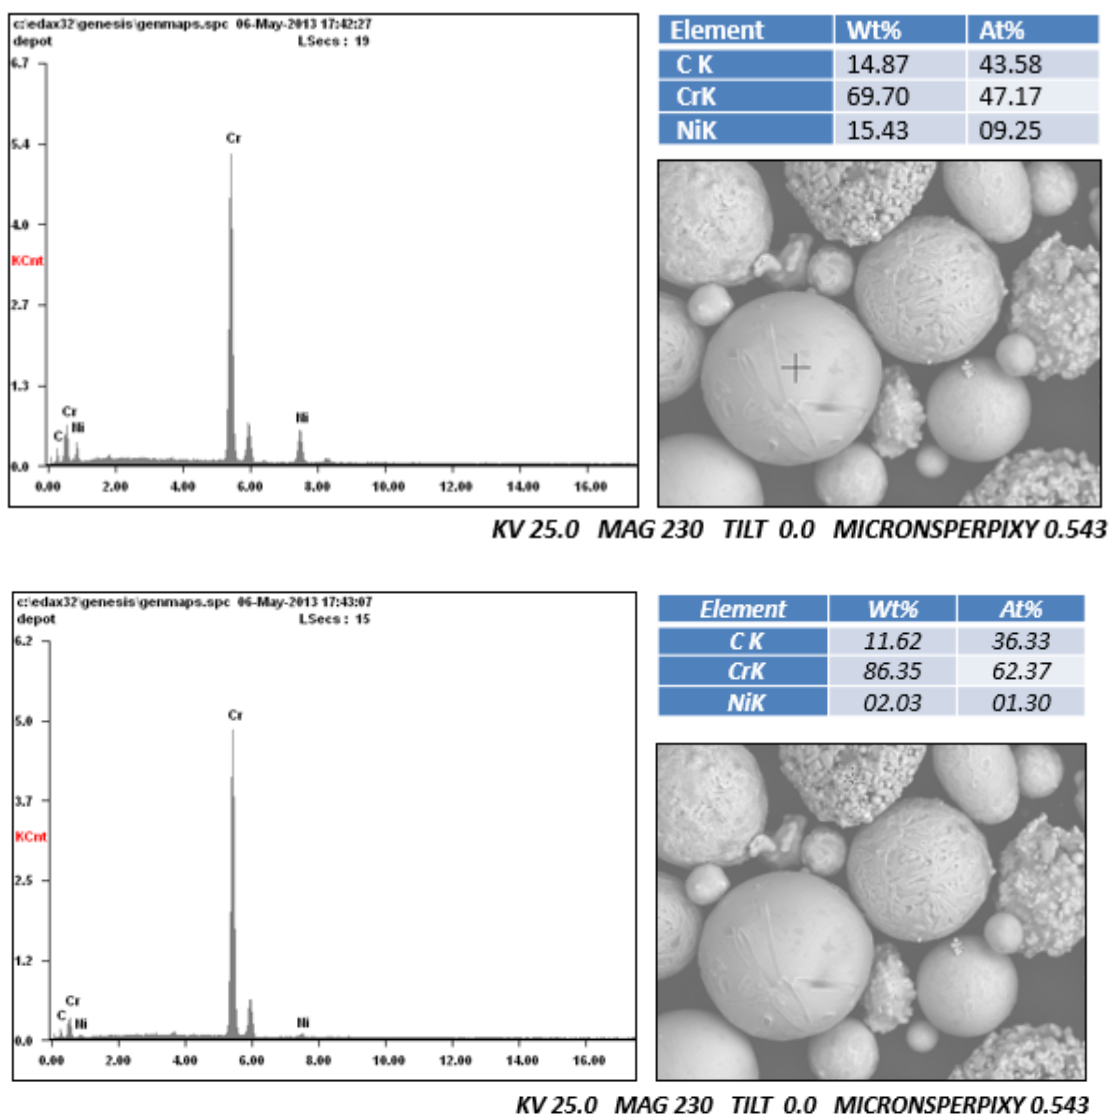 c:\edax32\genesis\genmaps.spc 06-May-2013 17:42:27
depot LSecs : 19
6.7
5.4
4.0
KCnt
2.7
1.3
0.0
Cr
Cr
C
Ni
Ni
0.00 2.00 4.00 6.00 8.00 10.00 12.00 14.00 16.00
Element Wt% At%
C K 14.87 43.58
CrK 69.70 47.17
NiK 15.43 09.25
KV 25.0 MAG 230 TILT 0.0 MICRONSPERPIXY 0.543
c:\edax32\genesis\genmaps.spc 06-May-2013 17:43:07
depot LSecs : 15
6.2
5.0
3.7
KCnt
2.5
1.2
0.0
Cr
Cr
C
Ni
Ni
0.00 2.00 4.00 6.00 8.00 10.00 12.00 14.00 16.00
Element Wt% At%
C K 11.62 36.33
CrK 86.35 62.37
NiK 02.03 01.30
KV 25.0 MAG 230 TILT 0.0 MICRONSPERPIXY 0.543